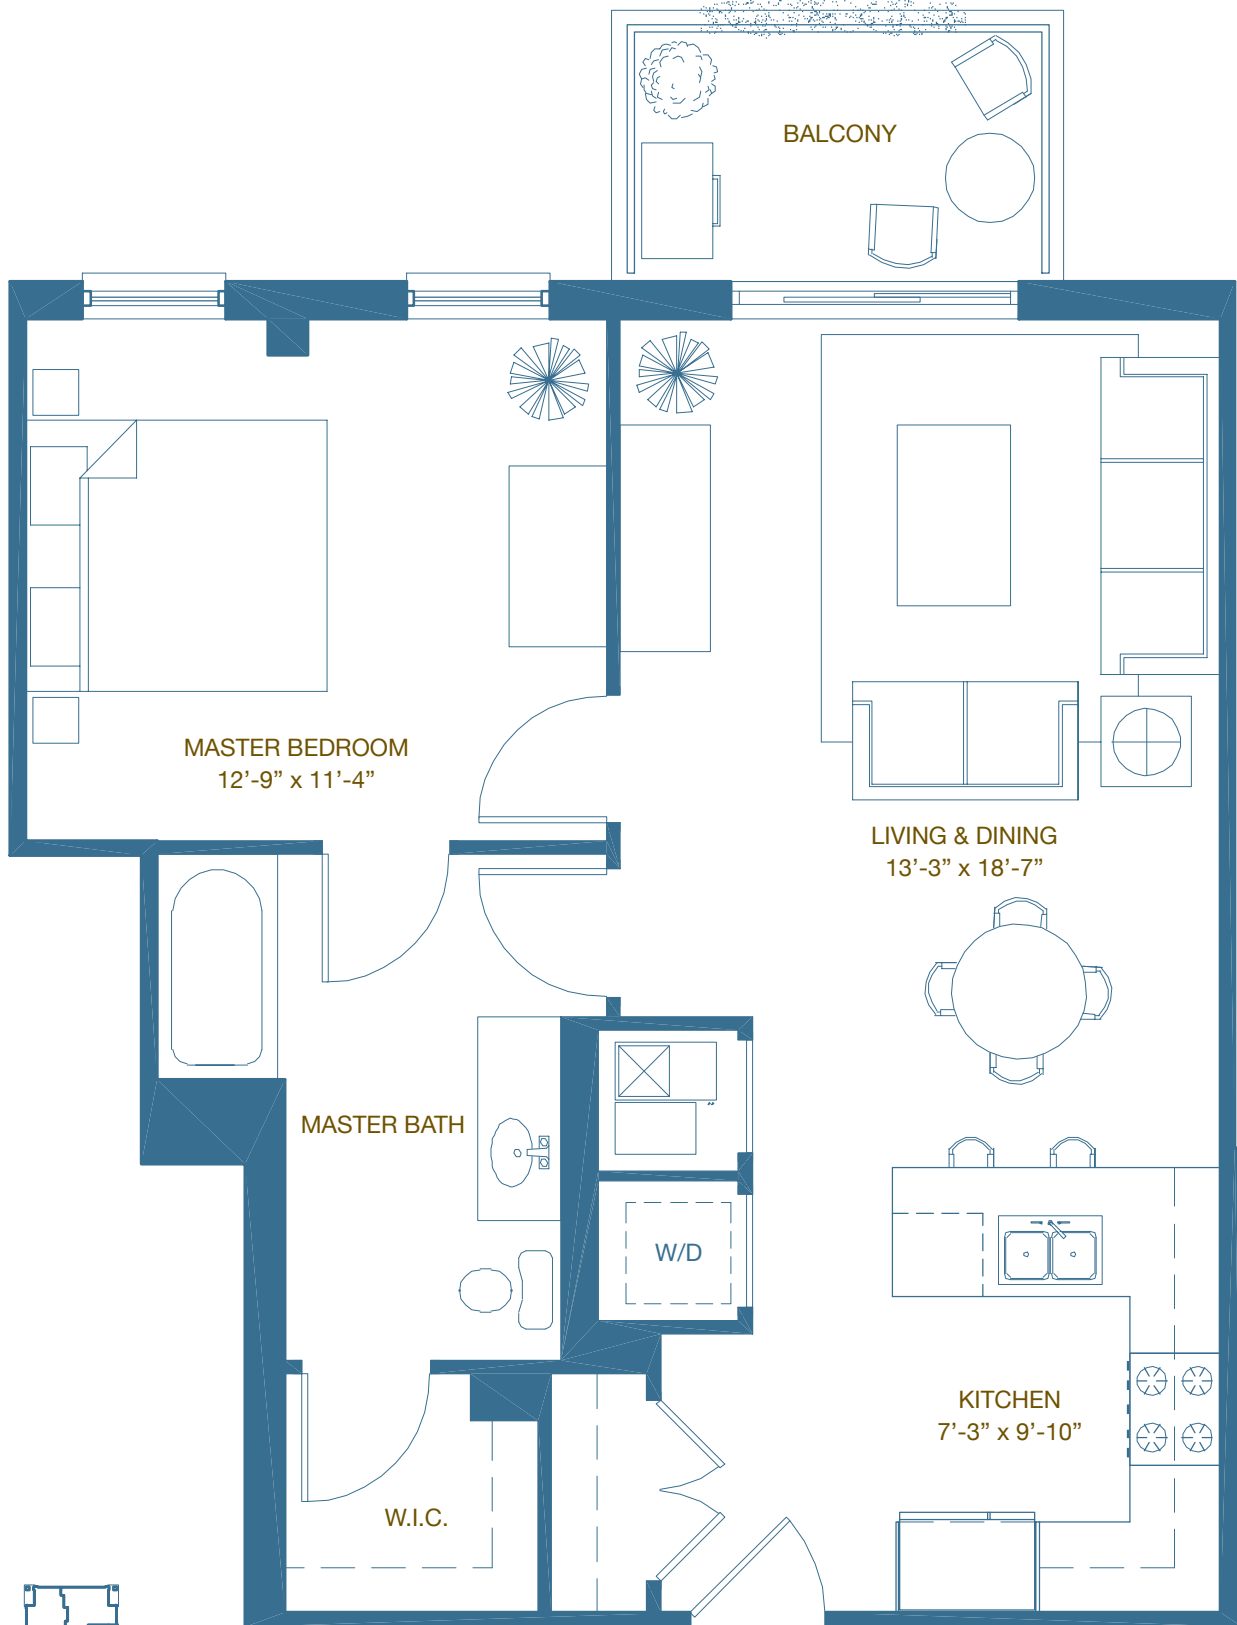 BALCONY
MASTER BEDROOM
12’-9” x 11’-4”
LIVING & DINING
13’-3” x 18’-7”
MASTER BATH
W/D
KITCHEN
7’-3” x 9’-10”
W.I.C.